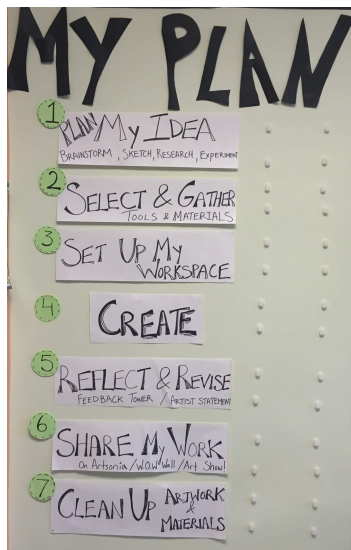 MY PLAN
1
PLAN MY IDEA
BRAINSTORM, SKETCH, RESEARCH, EXPERIMENT
2
SELECT & GATHER
TOOLS & MATERIALS
3
SET UP MY
WORKSPACE
4
CREATE
5
REFLECT & REVISE
FEEDBACK TOWER / ARTIST STATEMENT
6
SHARE MY WORK
On Artsonia/W.O.W Wall/Art Show!
7
CLEAN UP ARTWORK
&
MATERIALS